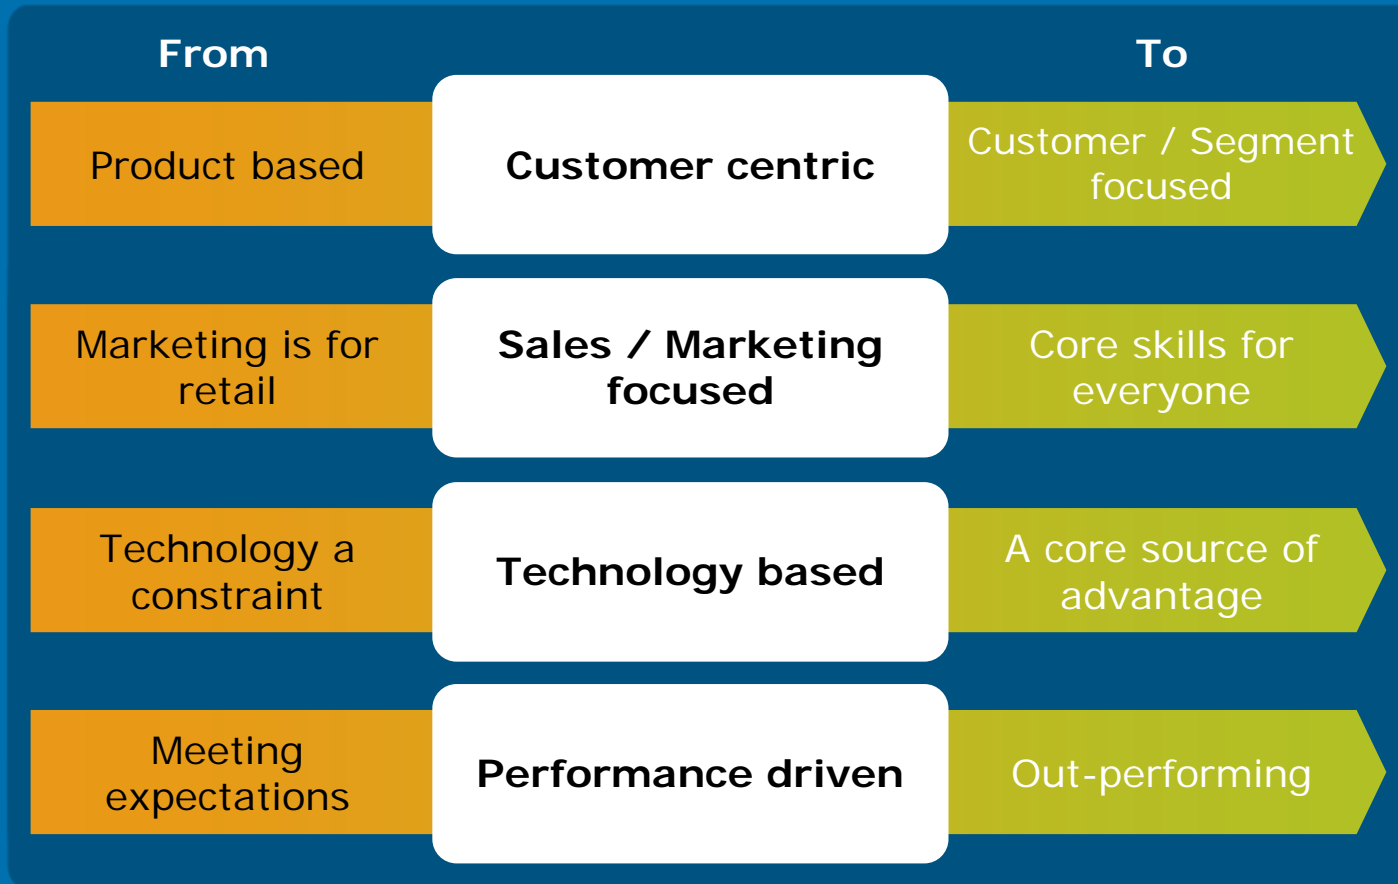 From
To
Product based
Customer centric
Customer / Segment
focused
Marketing is for
retail
Sales / Marketing
focused
Core skills for
everyone
Technology a
constraint
Technology based
A core source of
advantage
Meeting
expectations
Performance driven
Out-performing